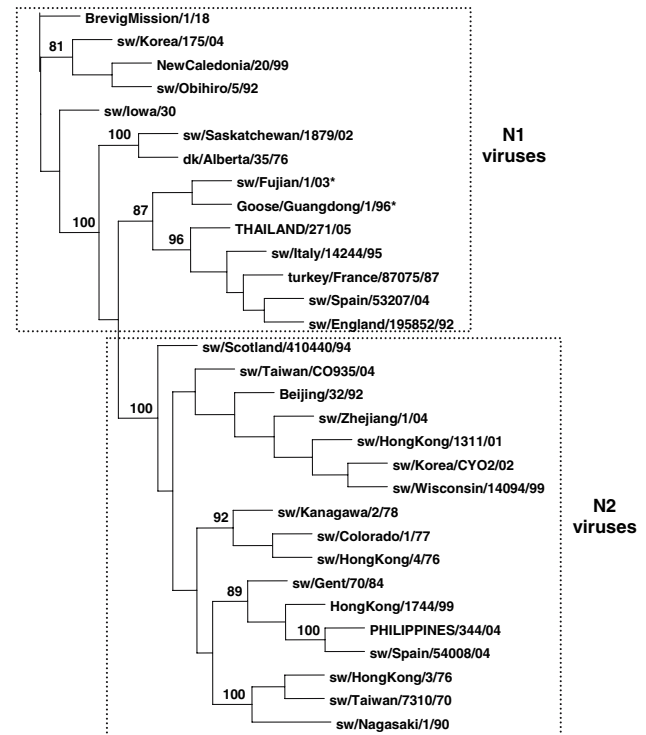 BrevigMission/1/18
81
sw/Korea/175/04
NewCaledonia/20/99
sw/Obihiro/5/92
sw/Iowa/30
100
sw/Saskatchewan/1879/02
dk/Alberta/35/76
N1
viruses
sw/Fujian/1/03*
87
Goose/Guangdong/1/96*
100
THAILAND/271/05
96
sw/Italy/14244/95
turkey/France/87075/87
sw/Spain/53207/04
sw/England/195852/92
sw/Scotland/410440/94
sw/Taiwan/CO935/04
Beijing/32/92
100
sw/Zhejiang/1/04
sw/HongKong/1311/01
sw/Korea/CYO2/02
sw/Wisconsin/14094/99
N2
viruses
sw/Kanagawa/2/78
92
sw/Colorado/1/77
sw/HongKong/4/76
sw/Gent/70/84
89
HongKong/1744/99
100
PHILIPPINES/344/04
sw/Spain/54008/04
sw/HongKong/3/76
100
sw/Taiwan/7310/70
sw/Nagasaki/1/90